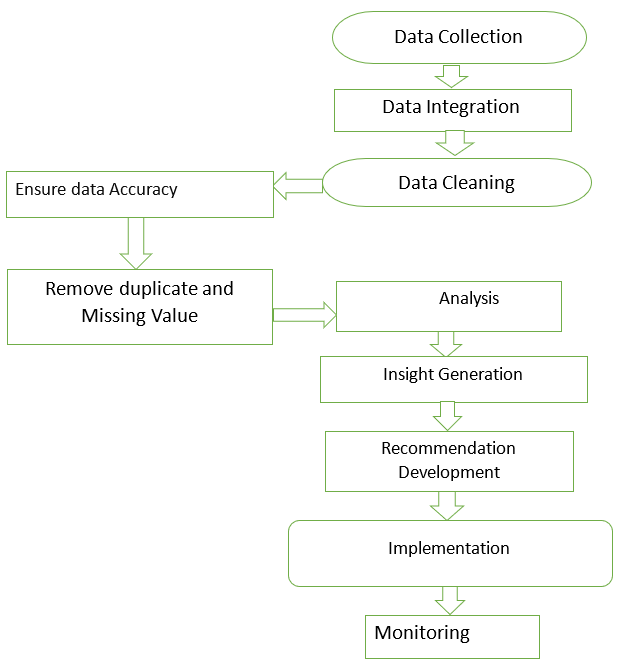 Data Collection
Data Integration
Data Cleaning
Ensure data Accuracy
Remove duplicate and
Missing Value
Analysis
Insight Generation
Recommendation
Development
Implementation
Monitoring